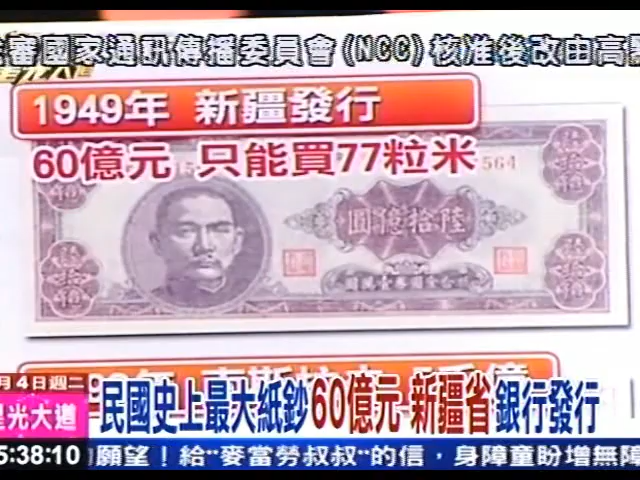 審國家通訊傳播委員會(NCC)核准後改由高
1949年 新疆發行
60億元 只能買77粒米
564
圓億拾陸
月4日週二
星光大道
民國史上最大紙鈔60億元 新疆省銀行發行
5:38:10
的願望！給"麥當勞叔叔"的信，身障童盼增無障